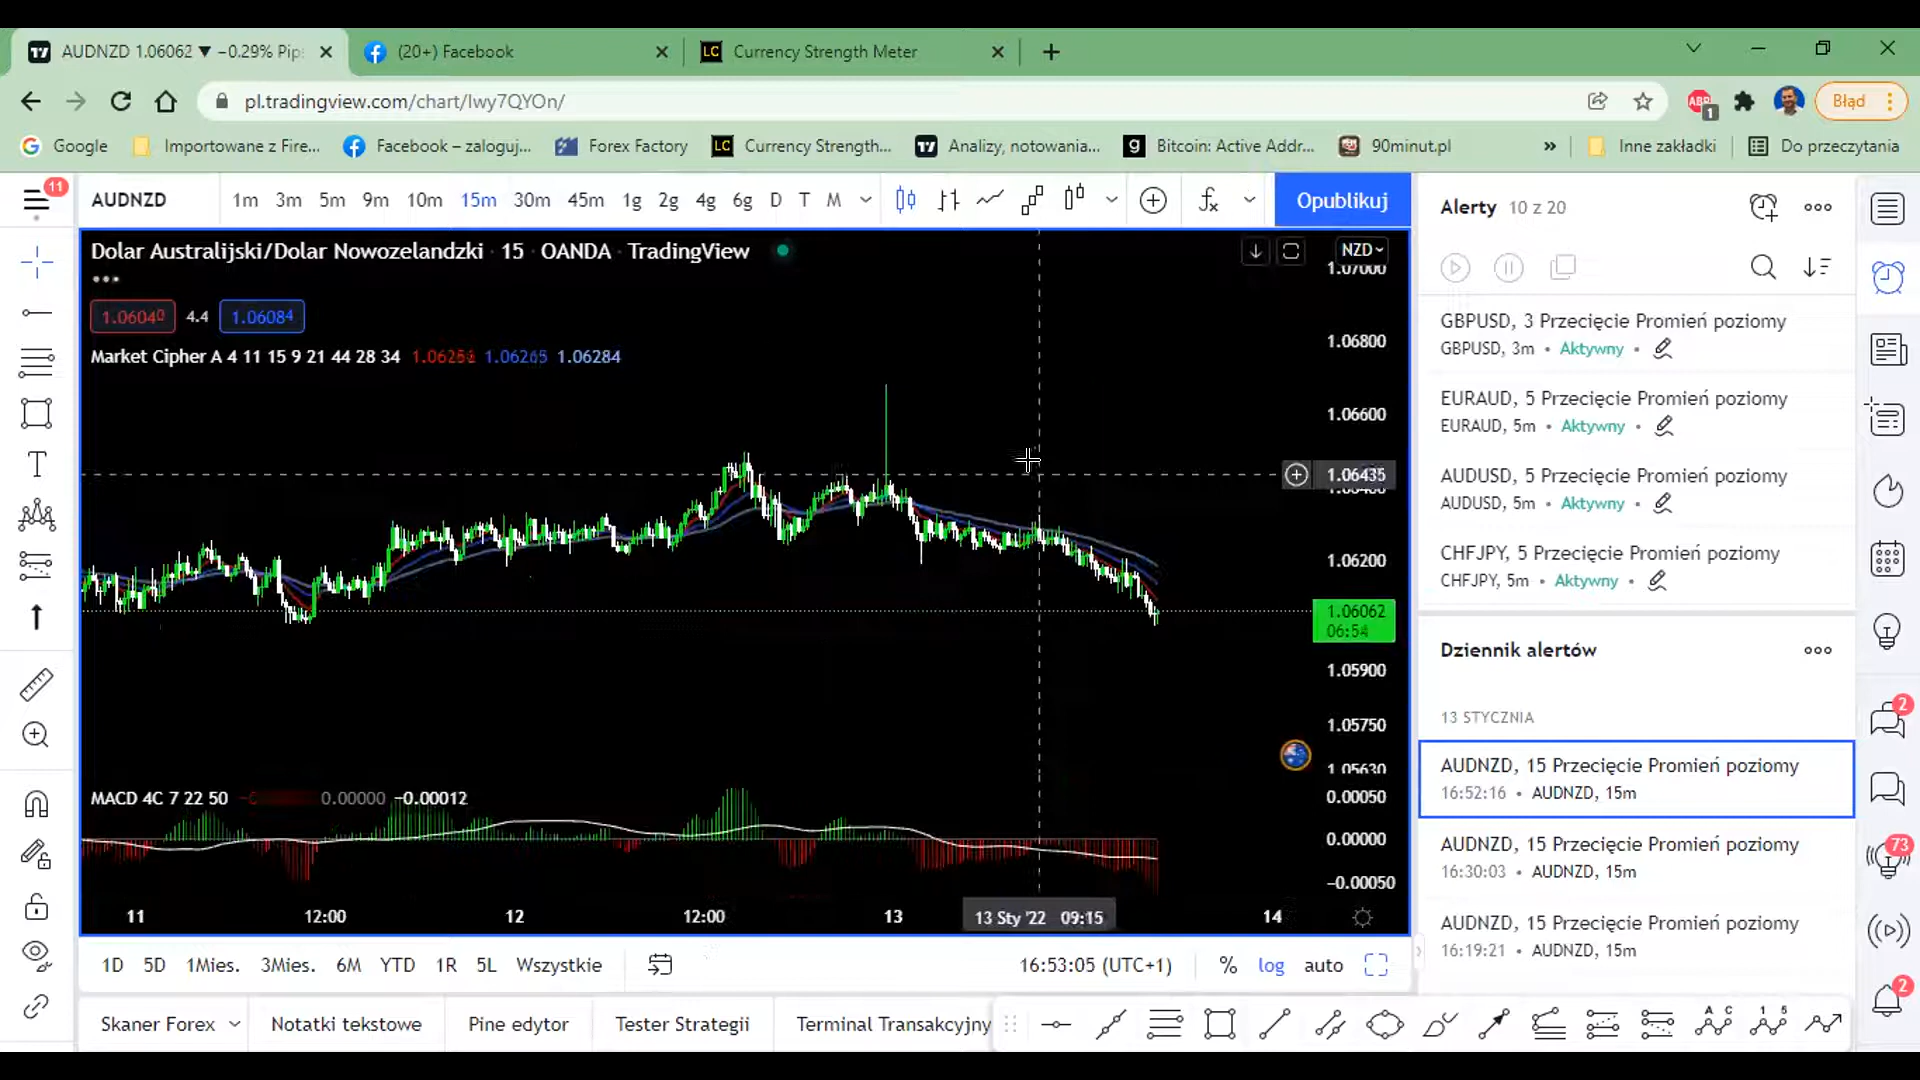 AUDNZD 1.06062 ▼ −0.29% Pip
(20+) Facebook
Currency Strength Meter
pl.tradingview.com/chart/lwy7QYOn/
ABP 1
Błąd
Google
Importowane z Fire...
Facebook – zaloguj...
Forex Factory
LC Currency Strength...
Analizy, notowania...
Bitcoin: Active Addr...
90minut.pl
»
Inne zakładki
Do przeczytania
11
AUDNZD 1m 3m 5m 9m 10m 15m 30m 45m 1g 2g 4g 6g D T M
Opublikuj
Alerty 10 z 20
Dolar Australijski/Dolar Nowozelandzki · 15 · OANDA · TradingView
NZD
1.07000
1.06040 4.4 1.06084
Market Cipher A 4 11 15 9 21 44 28 34 1.06265 1.06284
1.06800
1.06600
1.06435
1.06200
1.06062
06:54
1.05900
1.05750
1.05630
MACD 4C 7 22 50 0.00000 −0.00012
0.00050
0.00000
−0.00050
11 12:00 12 12:00 13 13 Sty '22 09:15 14
GBPUSD, 3 Przecięcie Promień poziomy
GBPUSD, 3m • Aktywny •
EURAUD, 5 Przecięcie Promień poziomy
EURAUD, 5m • Aktywny •
AUDUSD, 5 Przecięcie Promień poziomy
AUDUSD, 5m • Aktywny •
CHFJPY, 5 Przecięcie Promień poziomy
CHFJPY, 5m • Aktywny •
Dziennik alertów
13 STYCZNIA
AUDNZD, 15 Przecięcie Promień poziomy
16:52:16 • AUDNZD, 15m
AUDNZD, 15 Przecięcie Promień poziomy
16:30:03 • AUDNZD, 15m
AUDNZD, 15 Przecięcie Promień poziomy
16:19:21 • AUDNZD, 15m
2
73
2
1D 5D 1Mies. 3Mies. 6M YTD 1R 5L Wszystkie
16:53:05 (UTC+1) % log auto
Skaner Forex
Notatki tekstowe
Pine edytor
Tester Strategii
Terminal Transakcyjny